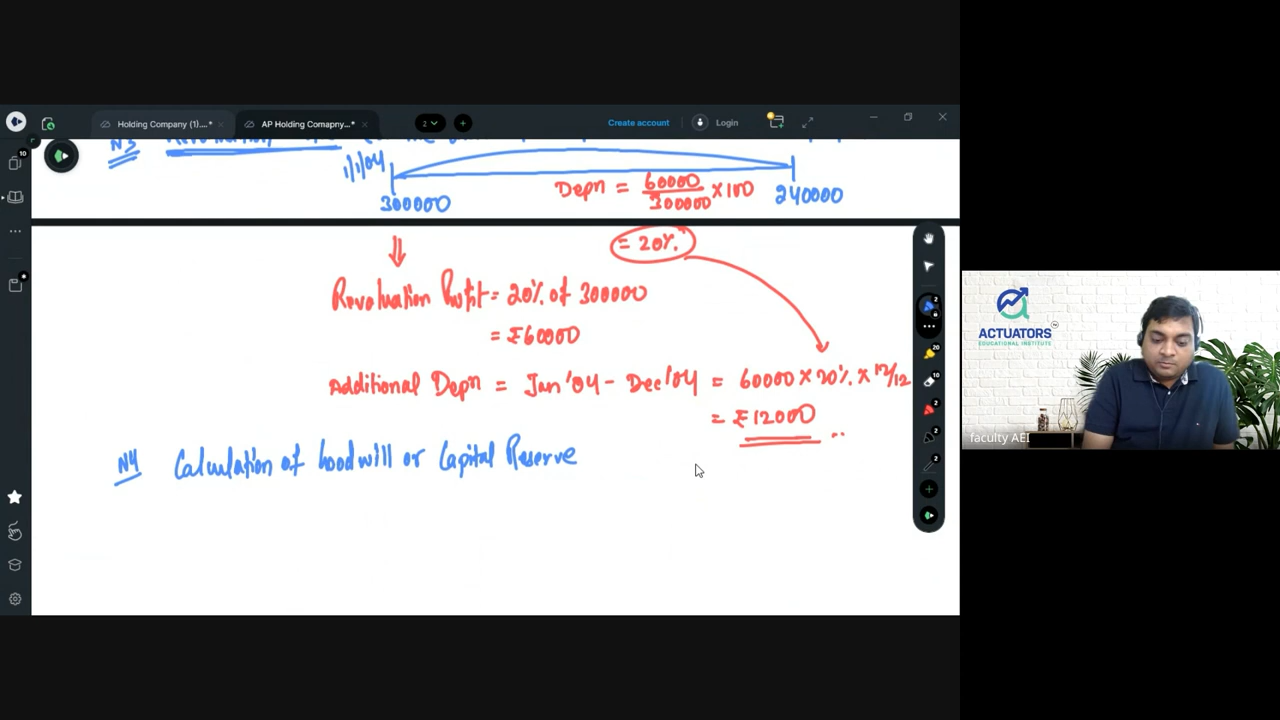 Holding Company (1)....*
AP Holding Comapny...*
2
Create account
Login
N3
1/1/04
300000
Depn = 60000/300000 × 100
240000
= 20%
Revaluation Profit = 20% of 300000
= ₹60000
Additional Depn = Jan'04 - Dec'04 = 60000 × 20% × 12/12
= ₹12000
N4 Calculation of Goodwill or Capital Reserve
ACTUATORS
EDUCATIONAL INSTITUTE
faculty AEI